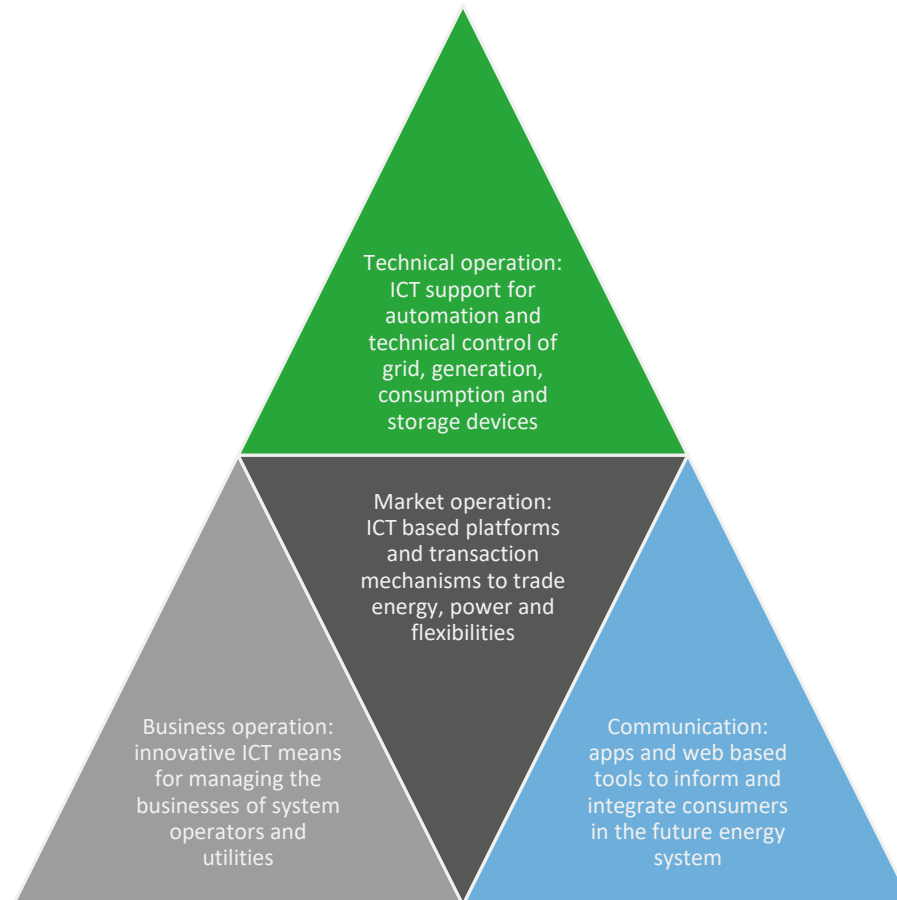 Technical operation:
ICT support for
automation and
technical control of
grid, generation,
consumption and
storage devices
Market operation:
ICT based platforms
and transaction
mechanisms to trade
energy, power and
flexibilities
Business operation:
innovative ICT means
for managing the
businesses of system
operators and
utilities
Communication:
apps and web based
tools to inform and
integrate consumers
in the future energy
system